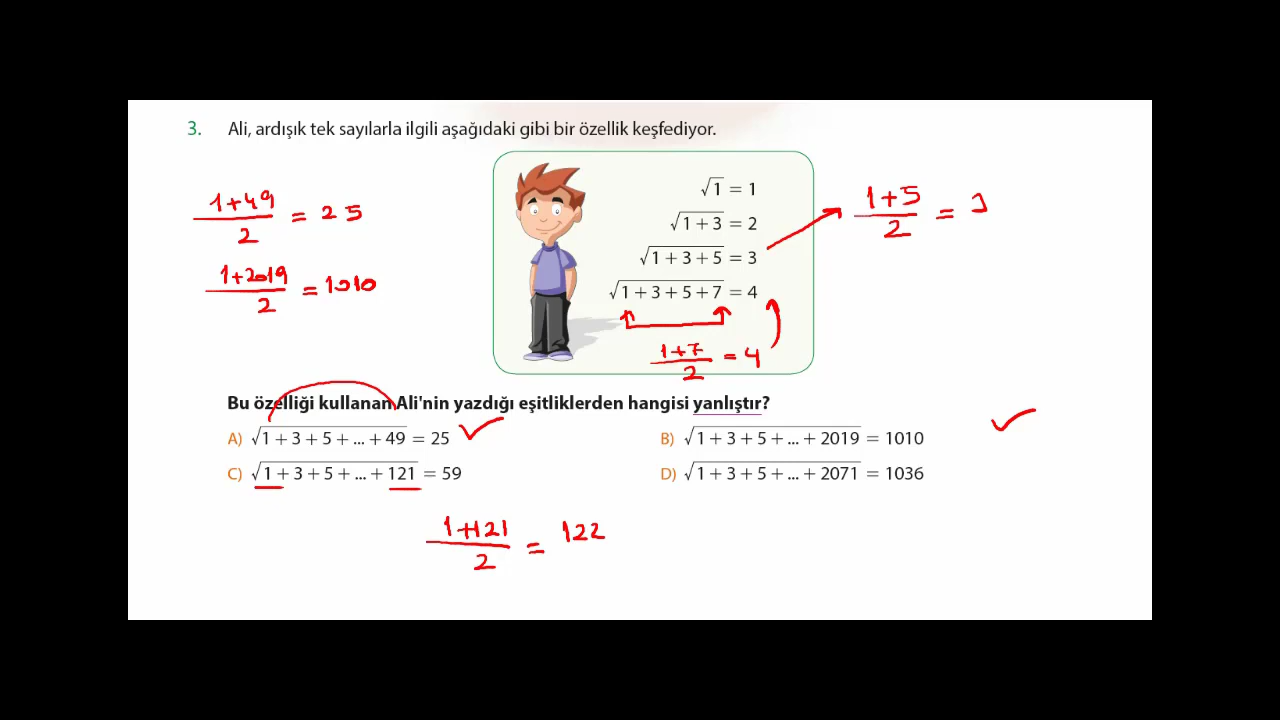 3. Ali, ardışık tek sayılarla ilgili aşağıdaki gibi bir özellik keşfediyor.
√1 = 1
√1 + 3 = 2
√1 + 3 + 5 = 3
√1 + 3 + 5 + 7 = 4
1+49/2 = 25
1+2019/2 = 1010
1+5/2 = 3
1+7/2 = 4
Bu özelliği kullanan Ali'nin yazdığı eşitliklerden hangisi yanlıştır?
A) √1 + 3 + 5 + ... + 49 = 25
B) √1 + 3 + 5 + ... + 2019 = 1010
C) √1 + 3 + 5 + ... + 121 = 59
D) √1 + 3 + 5 + ... + 2071 = 1036
1+121/2 = 122